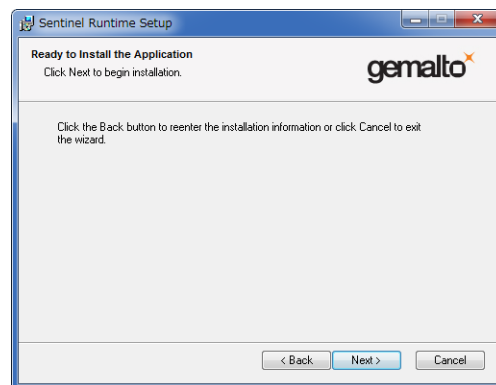 Sentinel Runtime Setup
Ready to Install the Application
Click Next to begin installation.
gemalto
Click the Back button to reenter the installation information or click Cancel to exit
the wizard.
< Back
Next >
Cancel